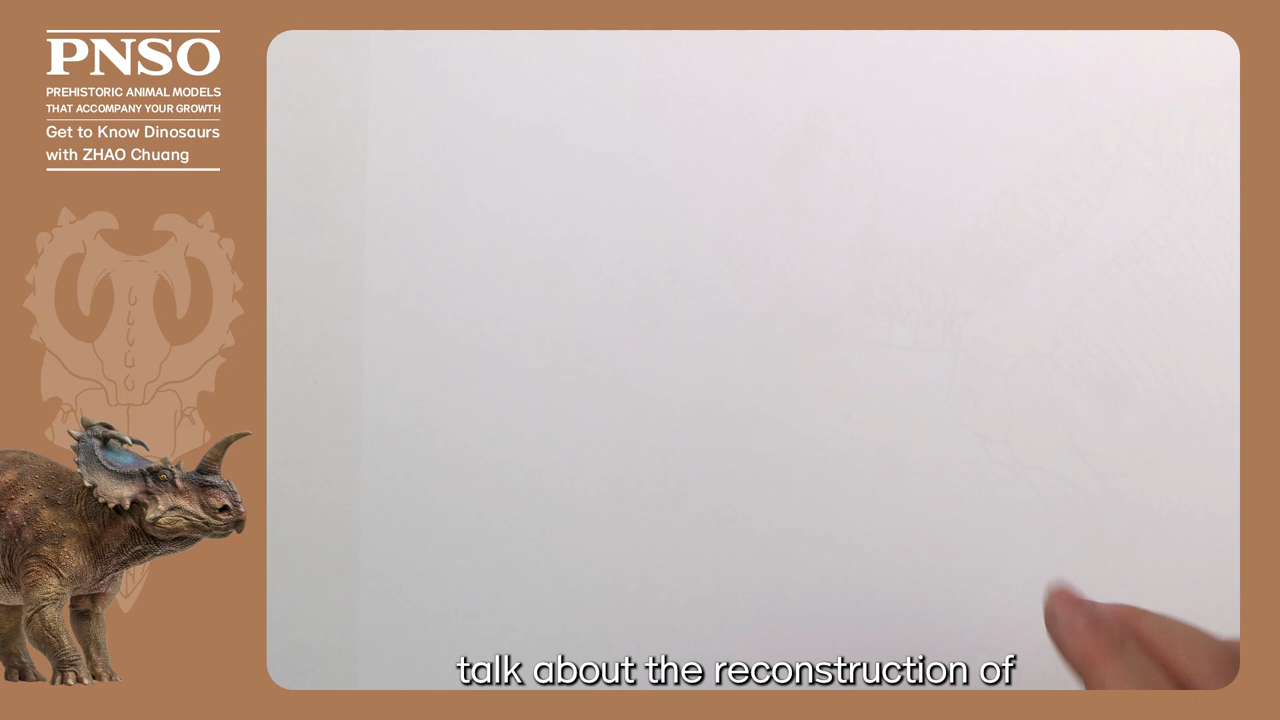 PNSO
PREHISTORIC ANIMAL MODELS
THAT ACCOMPANY YOUR GROWTH
Get to Know Dinosaurs
with ZHAO Chuang
talk about the reconstruction of